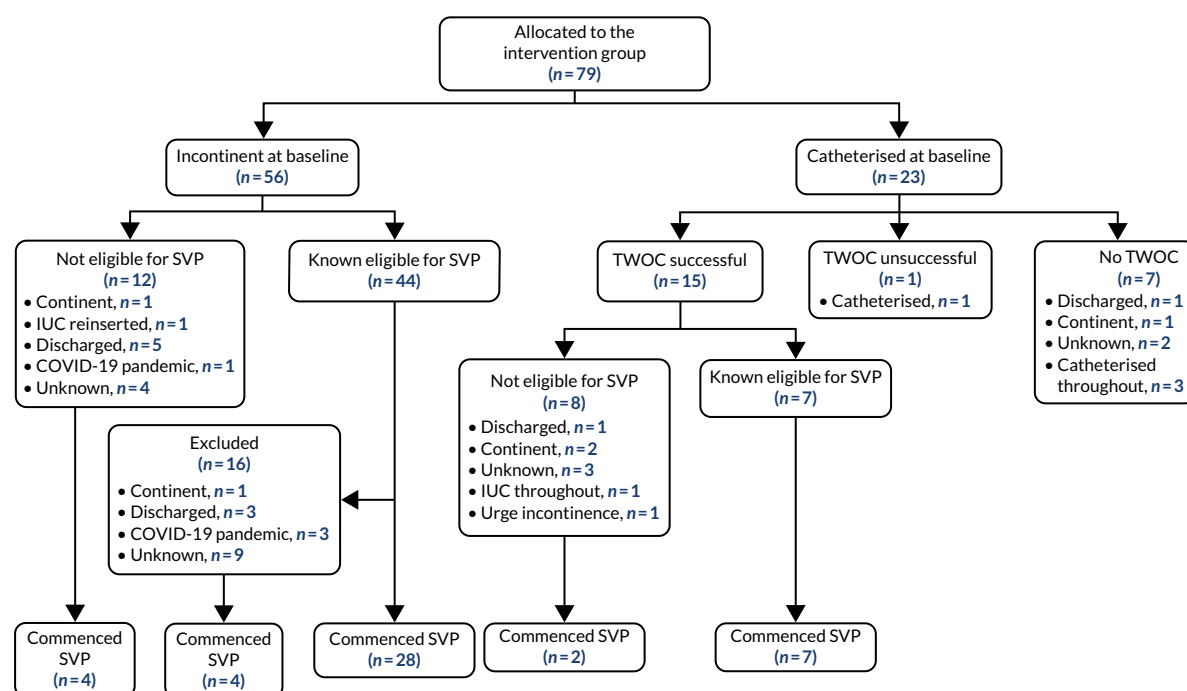 Allocated to the
intervention group
(n = 79)
Incontinent at baseline
(n = 56)
Catheterised at baseline
(n = 23)
Not eligible for SVP
(n = 12)
• Continent, n = 1
• IUC reinserted, n = 1
• Discharged, n = 5
• COVID-19 pandemic, n = 1
• Unknown, n = 4
Known eligible for SVP
(n = 44)
TWOC successful
(n = 15)
TWOC unsuccessful
(n = 1)
• Catheterised, n = 1
No TWOC
(n = 7)
• Discharged, n = 1
• Continent, n = 1
• Unknown, n = 2
• Catheterised
throughout, n = 3
Not eligible for SVP
(n = 8)
• Discharged, n = 1
• Continent, n = 2
• Unknown, n = 3
• IUC throughout, n = 1
• Urge incontinence, n = 1
Known eligible for SVP
(n = 7)
Excluded
(n = 16)
• Continent, n = 1
• Discharged, n = 3
• COVID-19 pandemic, n = 3
• Unknown, n = 9
Commenced
SVP
(n = 4)
Commenced
SVP
(n = 4)
Commenced SVP
(n = 28)
Commenced SVP
(n = 2)
Commenced SVP
(n = 7)